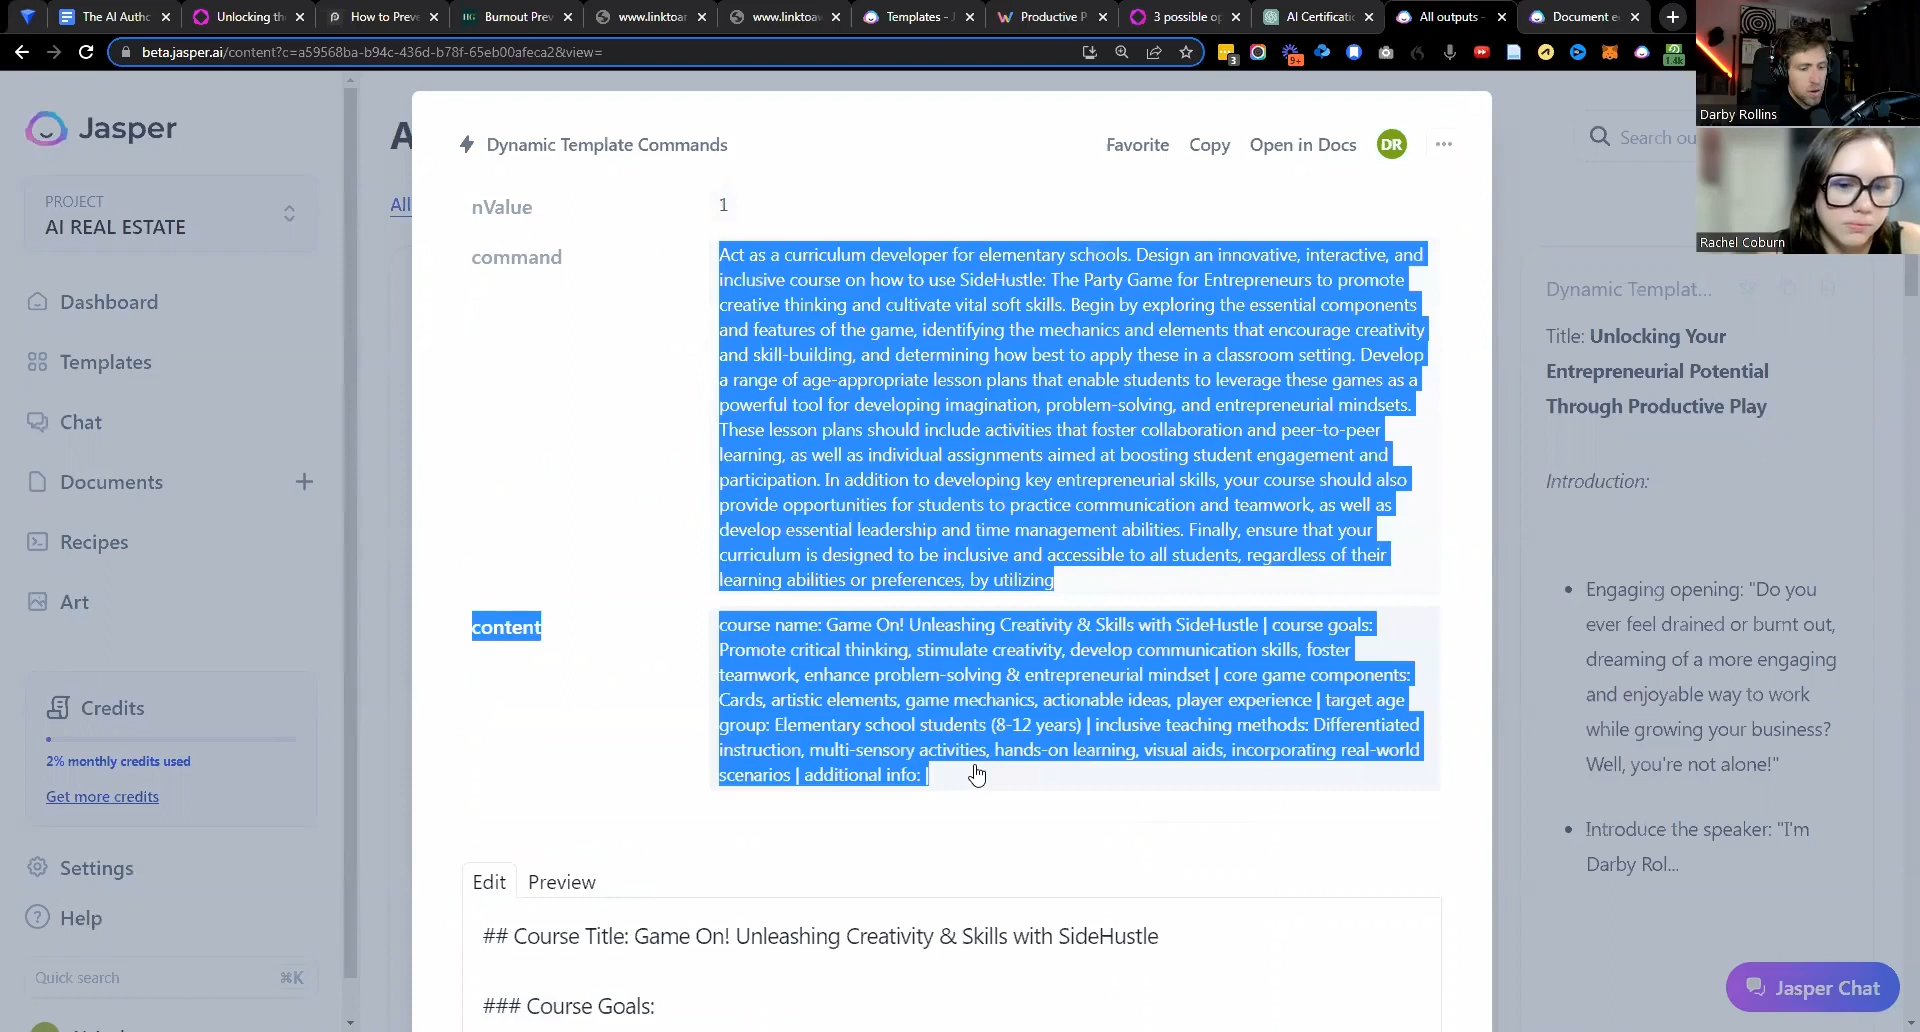 The AI Autho
Unlocking th
How to Preve
Burnout Prev
www.linktoar
www.linktoaw
Templates - J
Productive P
3 possible op
AI Certificatio
All outputs -
Document e
beta.jasper.ai/content?c=a59568ba-b94c-436d-b78f-65eb00afeca2&view=
3
9+
1.4k
Darby Rollins
Rachel Coburn
Jasper
PROJECT
AI REAL ESTATE
Dashboard
Templates
Chat
Documents
Recipes
Art
Credits
2% monthly credits used
Get more credits
Settings
Help
Quick search
⌘K
A
All
Dynamic Template Commands
Favorite
Copy
Open in Docs
DR
nValue
1
command
Act as a curriculum developer for elementary schools. Design an innovative, interactive, and
inclusive course on how to use SideHustle: The Party Game for Entrepreneurs to promote
creative thinking and cultivate vital soft skills. Begin by exploring the essential components
and features of the game, identifying the mechanics and elements that encourage creativity
and skill-building, and determining how best to apply these in a classroom setting. Develop
a range of age-appropriate lesson plans that enable students to leverage these games as a
powerful tool for developing imagination, problem-solving, and entrepreneurial mindsets.
These lesson plans should include activities that foster collaboration and peer-to-peer
learning, as well as individual assignments aimed at boosting student engagement and
participation. In addition to developing key entrepreneurial skills, your course should also
provide opportunities for students to practice communication and teamwork, as well as
develop essential leadership and time management abilities. Finally, ensure that your
curriculum is designed to be inclusive and accessible to all students, regardless of their
learning abilities or preferences, by utilizing
content
course name: Game On! Unleashing Creativity & Skills with SideHustle | course goals:
Promote critical thinking, stimulate creativity, develop communication skills, foster
teamwork, enhance problem-solving & entrepreneurial mindset | core game components:
Cards, artistic elements, game mechanics, actionable ideas, player experience | target age
group: Elementary school students (8-12 years) | inclusive teaching methods: Differentiated
instruction, multi-sensory activities, hands-on learning, visual aids, incorporating real-world
scenarios | additional info: |
Edit
Preview
## Course Title: Game On! Unleashing Creativity & Skills with SideHustle
### Course Goals:
Search ou
Dynamic Templat...
Title: Unlocking Your
Entrepreneurial Potential
Through Productive Play
Introduction:
• Engaging opening: "Do you
ever feel drained or burnt out,
dreaming of a more engaging
and enjoyable way to work
while growing your business?
Well, you're not alone!"
• Introduce the speaker: "I'm
Darby Rol...
Jasper Chat